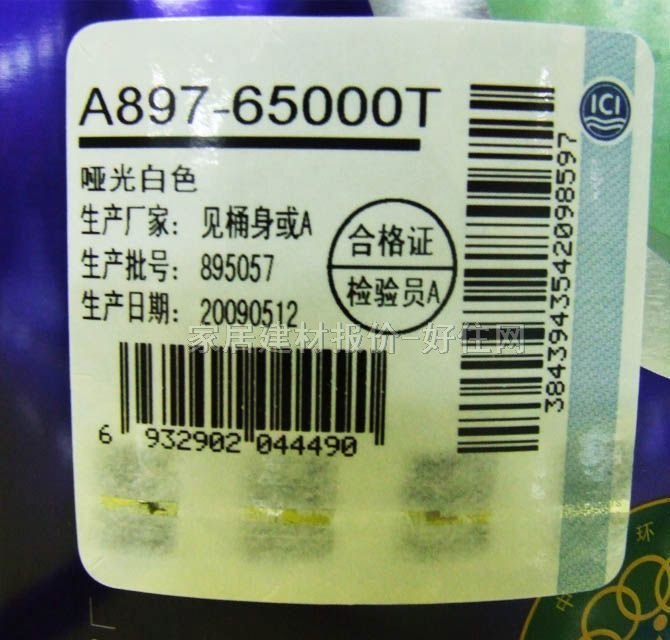 A897-65000T
ICI
哑光白色
生产厂家: 见桶身或A
生产批号: 895057
生产日期: 20090512
合格证
检验员A
家居建材报价-好住网
6 932902 044490
3843943542098597
中
环